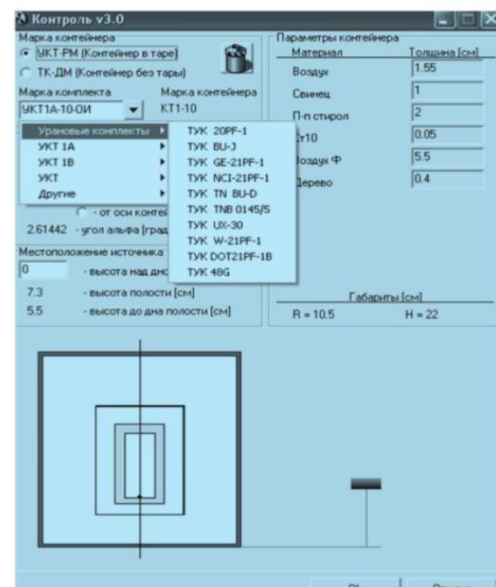 Контроль v3.0
Марка контейнера
УКТ-РМ (Контейнер в таре)
ТК-ДМ (Контейнер без тары)
Марка комплекта
Марка контейнера
УКТ1А-10-ОИ
КТ1-10
Урановые комплекты
УКТ 1А
УКТ 1В
УКТ
Другие
ТУК 20PF-1
ТУК BU-J
ТУК GE-21PF-1
ТУК NCI-21PF-1
ТУК TN BU-D
ТУК TNB 0145/5
ТУК UX-30
ТУК W-21PF-1
ТУК DOT21PF-1B
ТУК 48G
- от оси
2.61442 - угол альфа
Местоположение источника
0 - высота над
7.3 - высота полости [см]
5.5 - высота до дна полости [см]
Параметры контейнера
Материал Толщина [см]
Воздух 1.55
Свинец 1
П-п стирол 2
0.05
Воздух Ф 5.5
Дерево 0.4
Габариты [см]
R = 10.5 H = 22